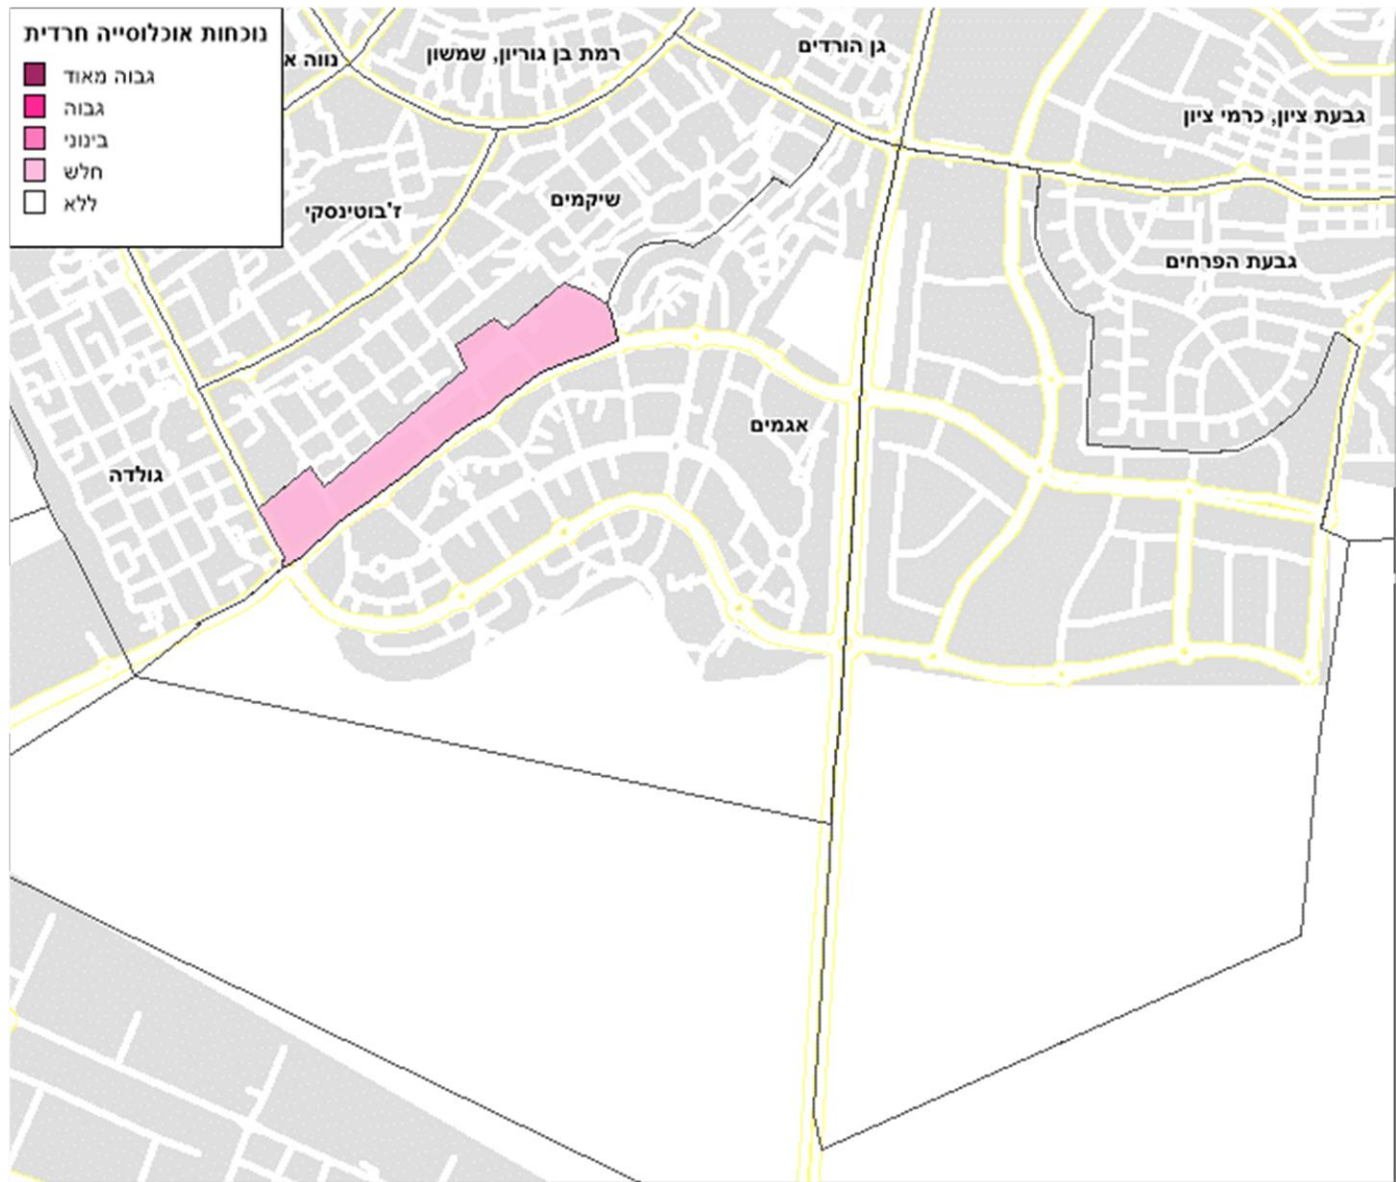 נוכחות אוכלוסייה חרדית
גבוה מאוד
גבוה
בינוני
חלש
ללא
נווה א
רמת בן גוריון, שמשון
גן הורדים
גבעת ציון, כרמי ציון
ז'בוטינסקי
שיקמים
גבעת הפרחים
אגמים
גולדה